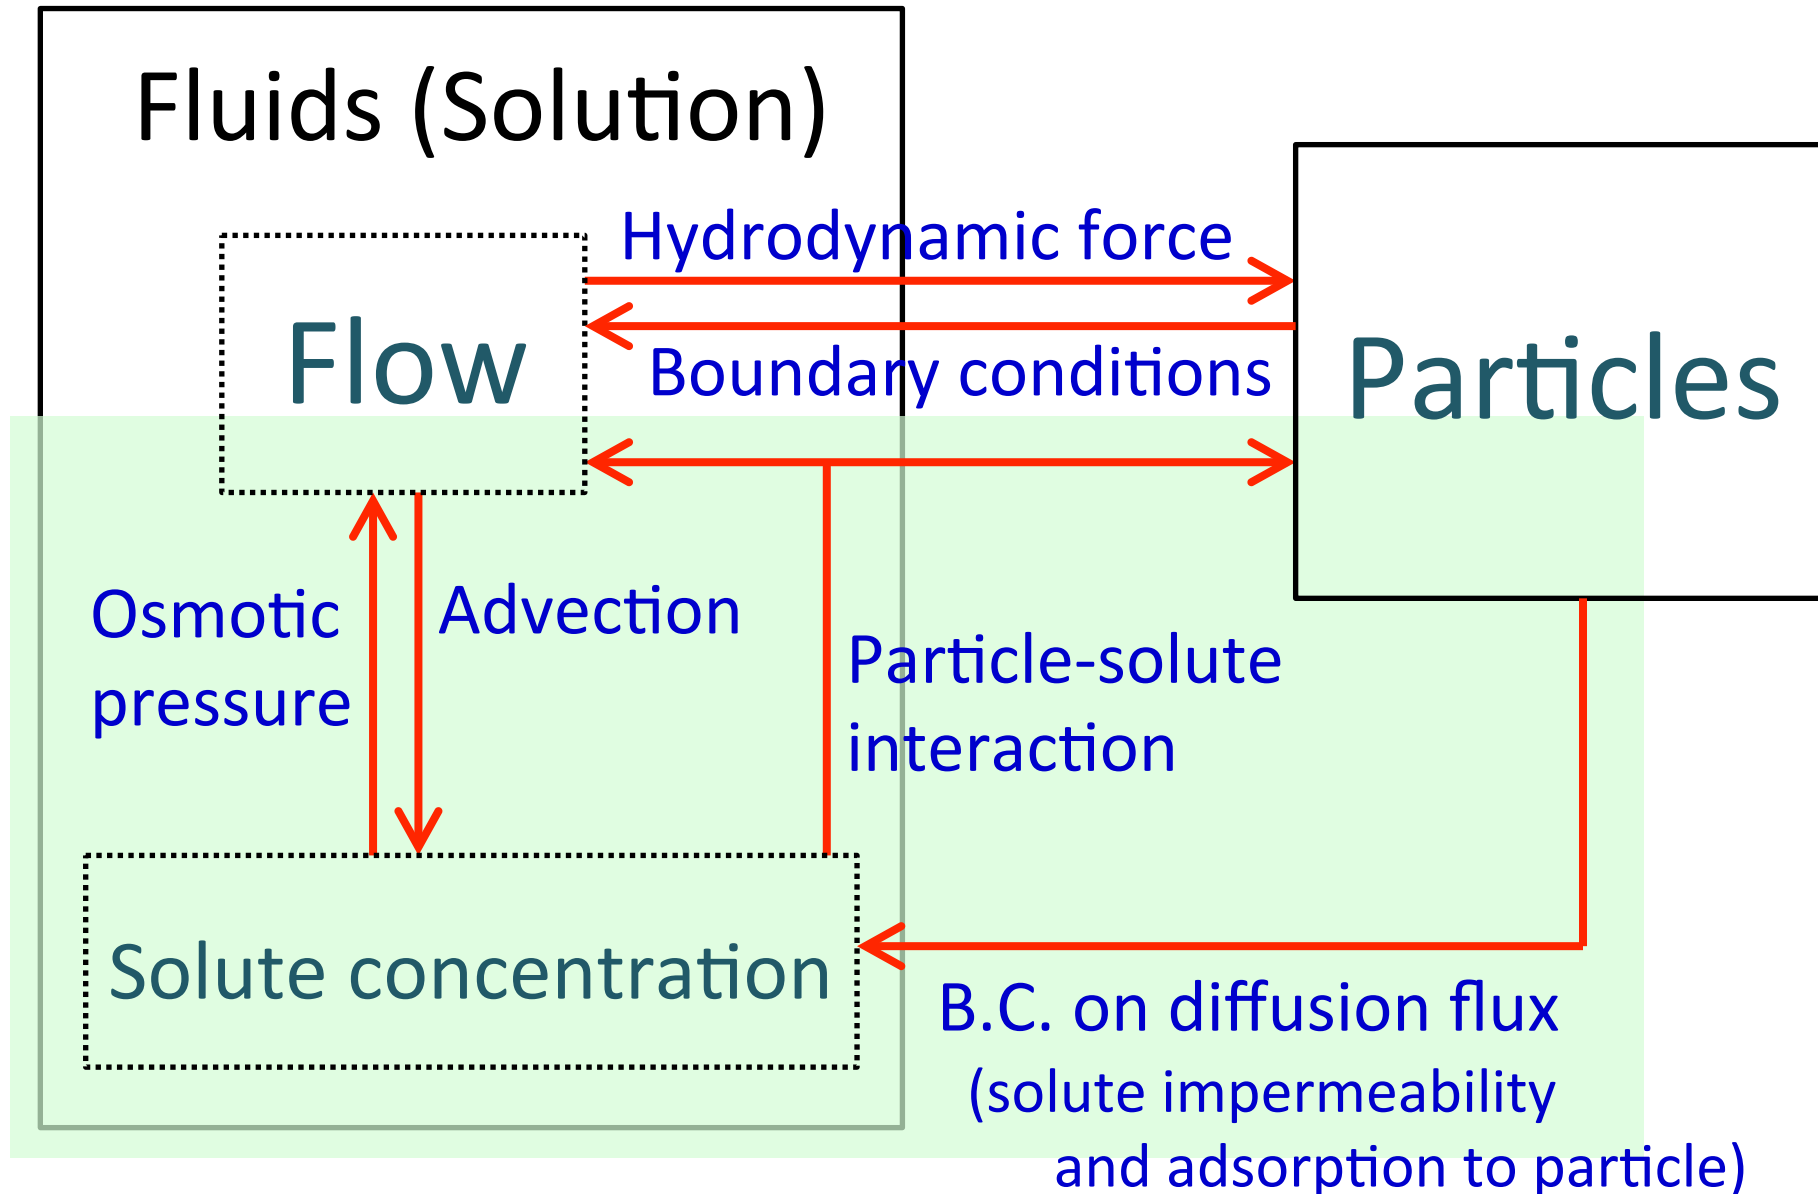 Fluids (Solution)
Hydrodynamic force
Flow
Boundary conditions
Particles
Osmotic
pressure
Advection
Particle-solute
interaction
Solute concentration
B.C. on diffusion flux
(solute impermeability
and adsorption to particle)